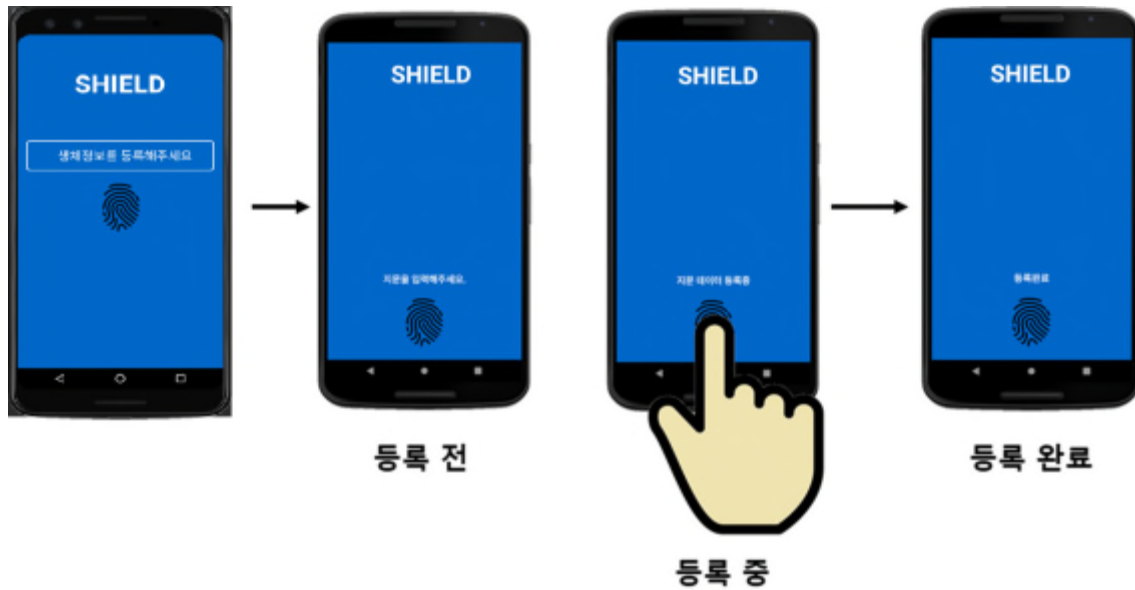 SHIELD
생체정보를 등록해주세요
SHIELD
지문을 입력해주세요.
등록 전
SHIELD
지문 데이터 등록중
등록 중
SHIELD
등록완료
등록 완료